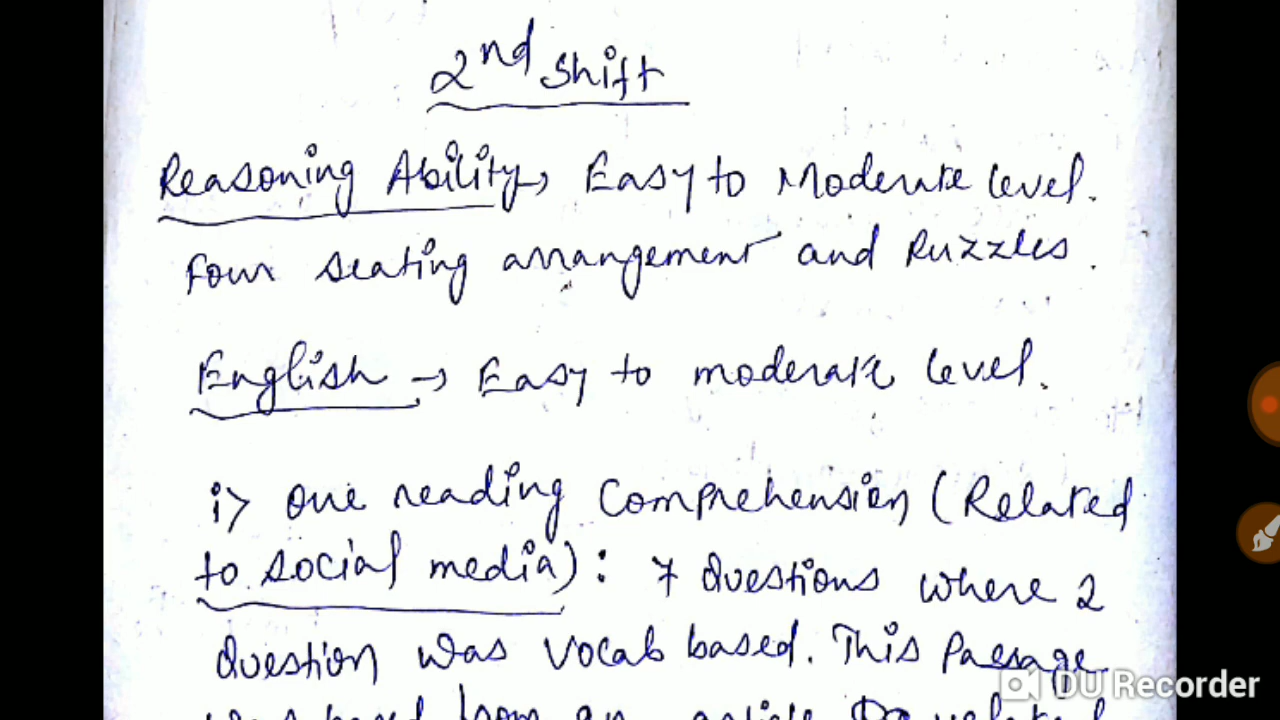 2nd shift
Reasoning Ability → Easy to Moderate level.
Four seating arrangement and Puzzles.
English → Easy to moderate level.
i> One reading Comprehension (Related
to social media): 7 Questions where 2
Question was vocab based. This Passage
DU Recorder